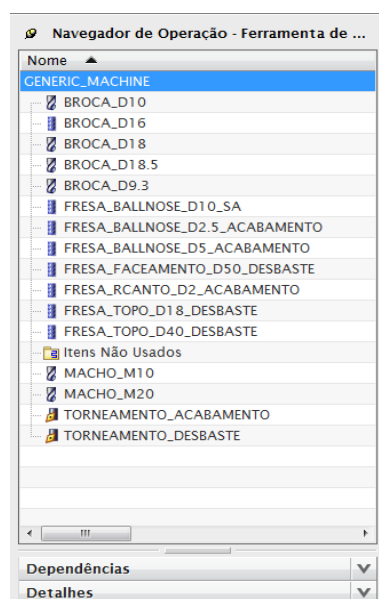 Navegador de Operação - Ferramenta de ...
Nome
GENERIC_MACHINE
BROCA_D10
BROCA_D16
BROCA_D18
BROCA_D18.5
BROCA_D9.3
FRESA_BALLNOSE_D10_SA
FRESA_BALLNOSE_D2.5_ACABAMENTO
FRESA_BALLNOSE_D5_ACABAMENTO
FRESA_FACEAMENTO_D50_DESBASTE
FRESA_RCANTO_D2_ACABAMENTO
FRESA_TOPO_D18_DESBASTE
FRESA_TOPO_D40_DESBASTE
Itens Não Usados
MACHO_M10
MACHO_M20
TORNEAMENTO_ACABAMENTO
TORNEAMENTO_DESBASTE
Dependências
Detalhes